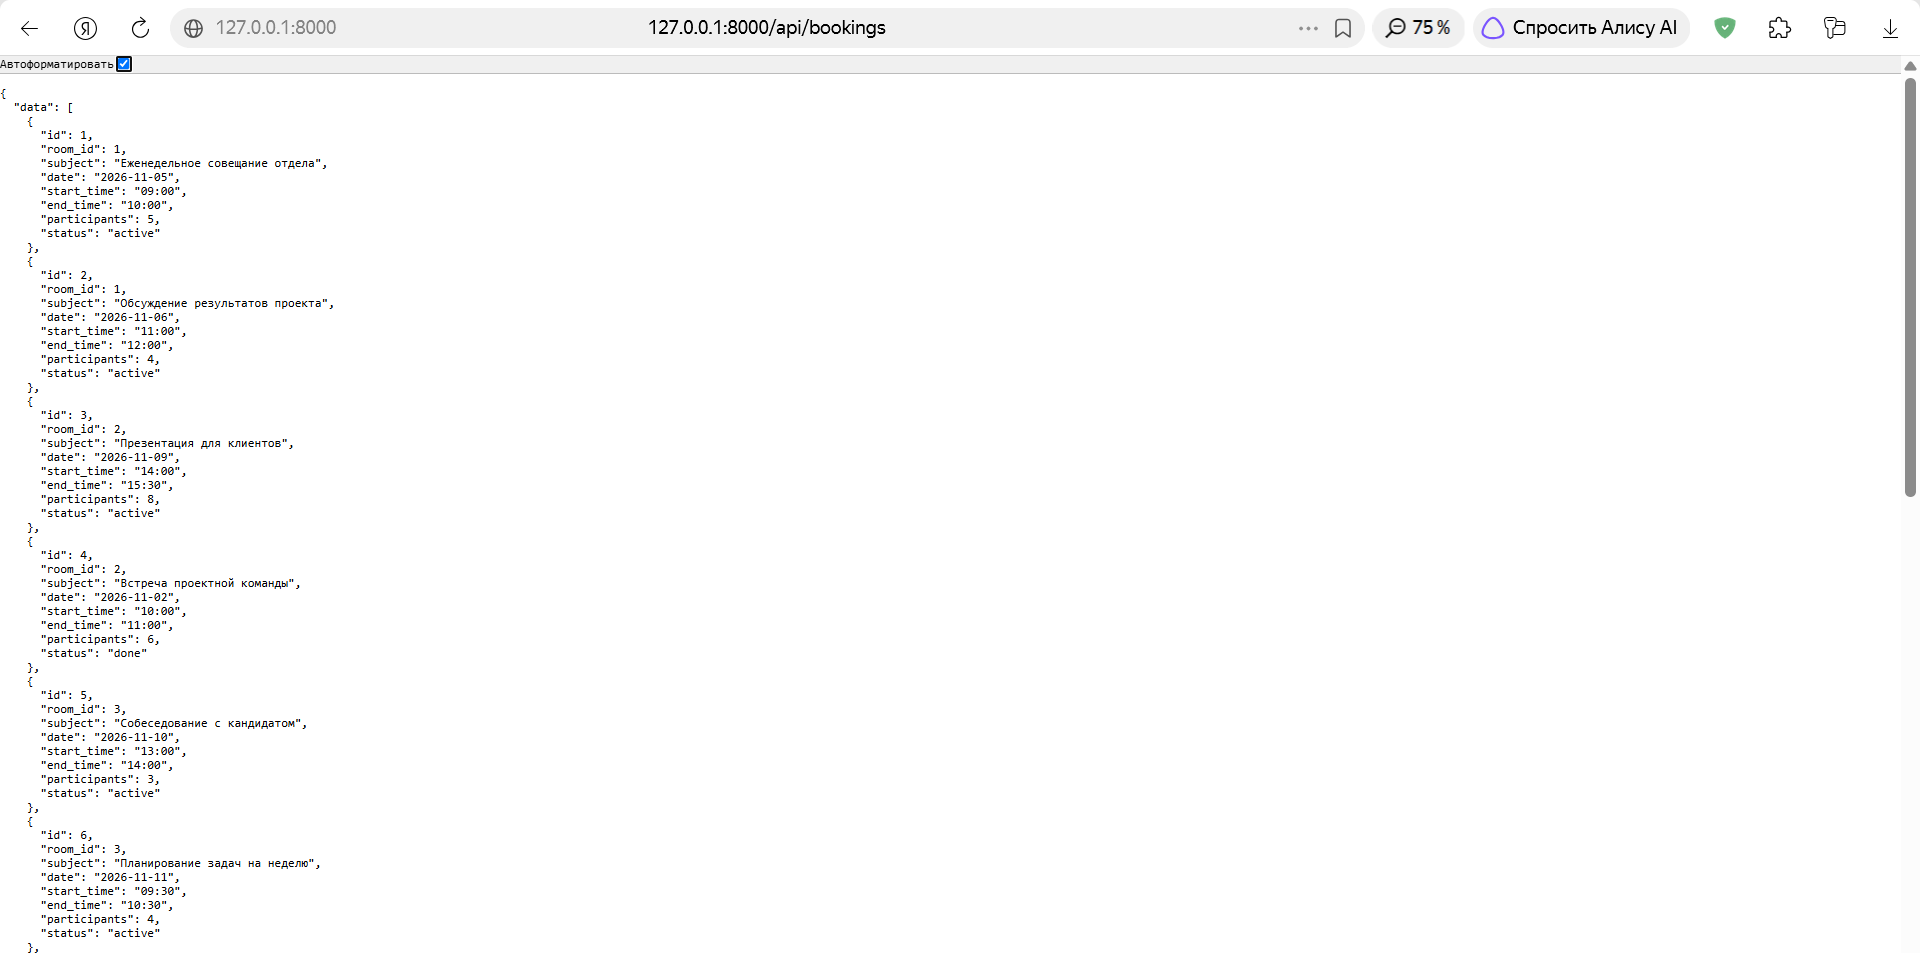 Я 127.0.0.1:8000 127.0.0.1:8000/api/bookings 75 % Спросить Алису AI
Автоформатировать
{
  "data": [
    {
      "id": 1,
      "room_id": 1,
      "subject": "Еженедельное совещание отдела",
      "date": "2026-11-05",
      "start_time": "09:00",
      "end_time": "10:00",
      "participants": 5,
      "status": "active"
    },
    {
      "id": 2,
      "room_id": 1,
      "subject": "Обсуждение результатов проекта",
      "date": "2026-11-06",
      "start_time": "11:00",
      "end_time": "12:00",
      "participants": 4,
      "status": "active"
    },
    {
      "id": 3,
      "room_id": 2,
      "subject": "Презентация для клиентов",
      "date": "2026-11-09",
      "start_time": "14:00",
      "end_time": "15:30",
      "participants": 8,
      "status": "active"
    },
    {
      "id": 4,
      "room_id": 2,
      "subject": "Встреча проектной команды",
      "date": "2026-11-02",
      "start_time": "10:00",
      "end_time": "11:00",
      "participants": 6,
      "status": "done"
    },
    {
      "id": 5,
      "room_id": 3,
      "subject": "Собеседование с кандидатом",
      "date": "2026-11-10",
      "start_time": "13:00",
      "end_time": "14:00",
      "participants": 3,
      "status": "active"
    },
    {
      "id": 6,
      "room_id": 3,
      "subject": "Планирование задач на неделю",
      "date": "2026-11-11",
      "start_time": "09:30",
      "end_time": "10:30",
      "participants": 4,
      "status": "active"
    },